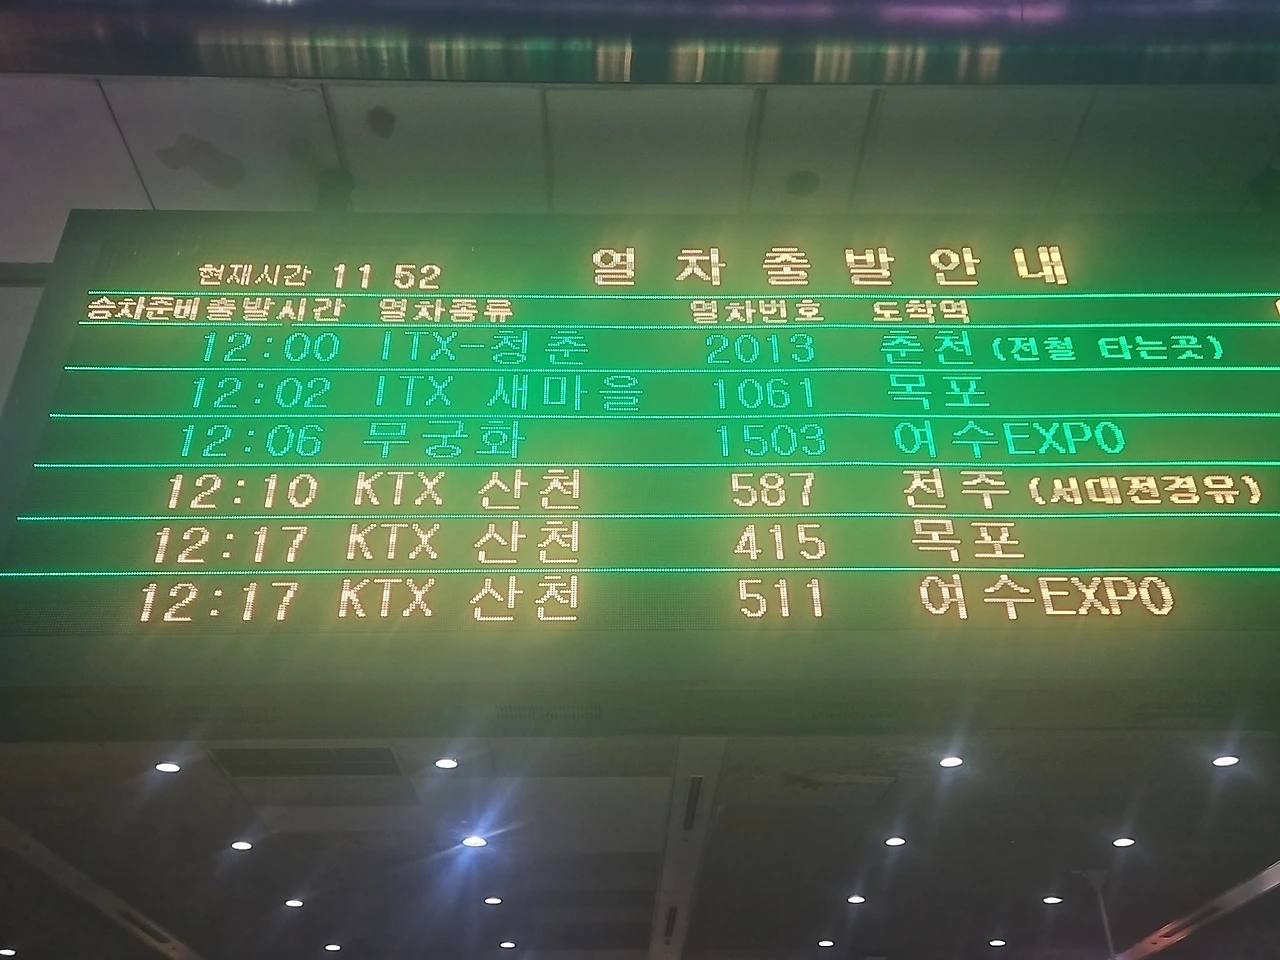 열차출발안내
현재시간 11 52
승차준비 출발시간 열차종류 열차번호 도착역
12:00 ITX-청춘 2013 춘천 (전철 타는곳)
12:02 ITX 새마을 1061 목포
12:06 무궁화 1503 여수EXPO
12:10 KTX 산천 587 전주 (서대전경유)
12:17 KTX 산천 415 목포
12:17 KTX 산천 511 여수EXPO